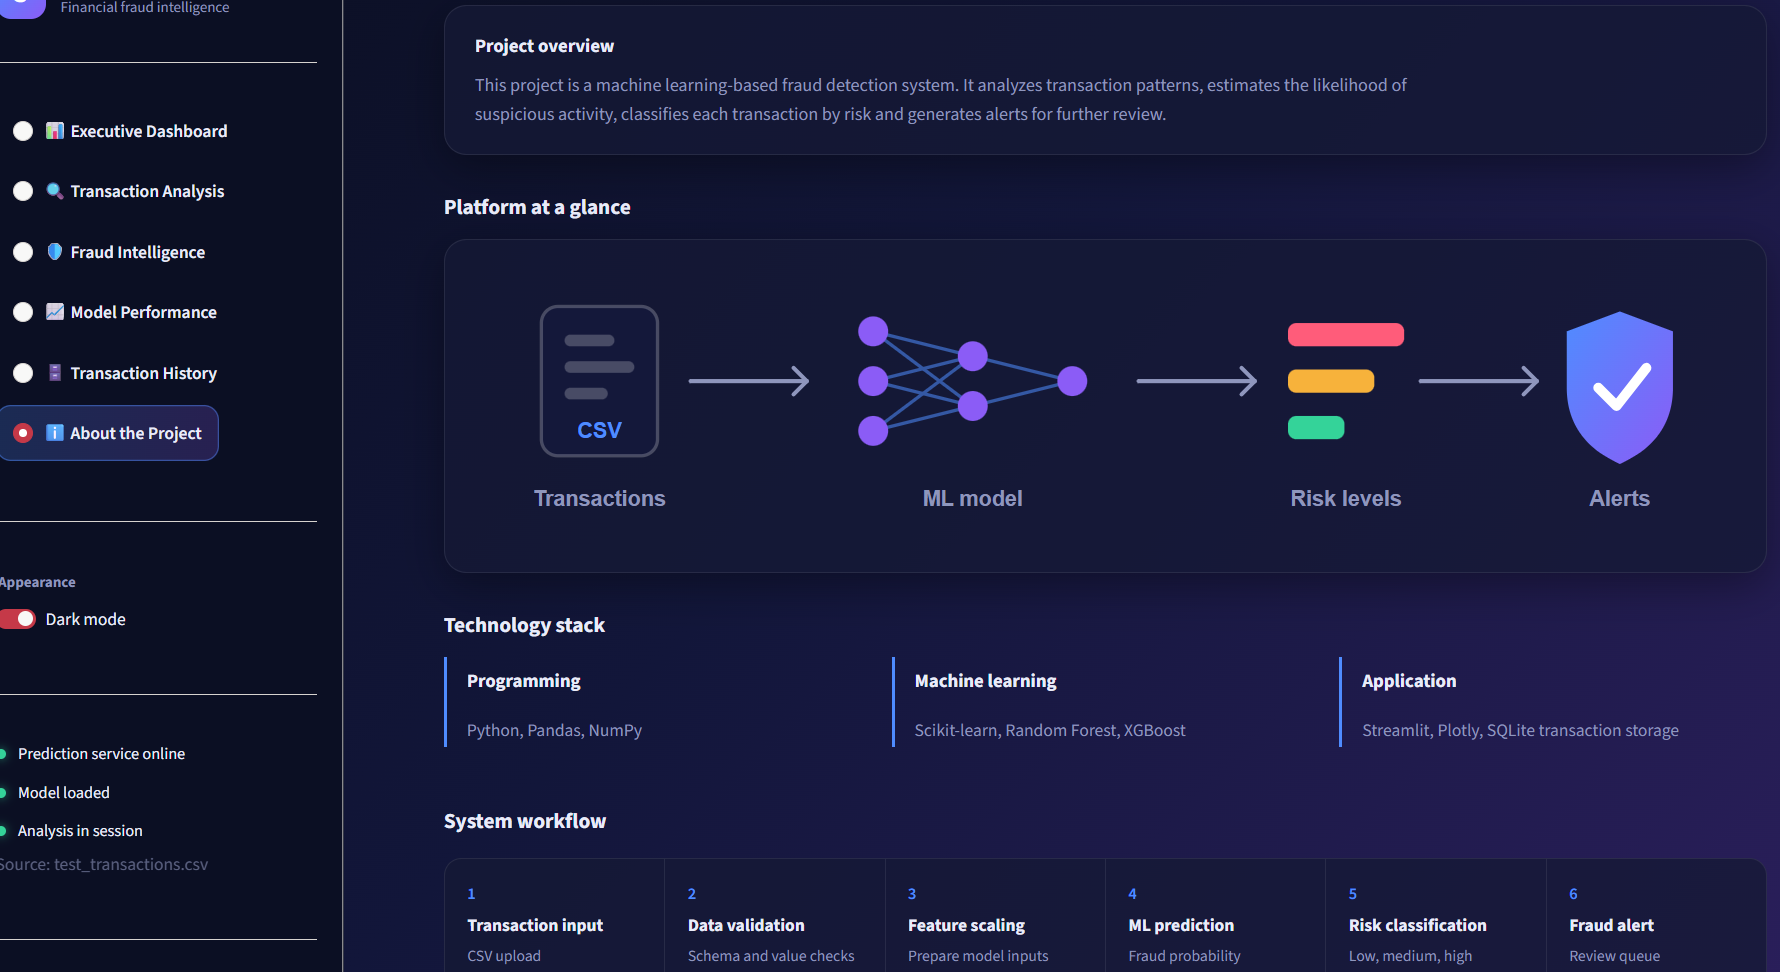 Financial fraud intelligence
Executive Dashboard
Transaction Analysis
Fraud Intelligence
Model Performance
Transaction History
About the Project
Appearance
Dark mode
Prediction service online
Model loaded
Analysis in session
Source: test_transactions.csv
Project overview
This project is a machine learning-based fraud detection system. It analyzes transaction patterns, estimates the likelihood of
suspicious activity, classifies each transaction by risk and generates alerts for further review.
Platform at a glance
CSV
Transactions
ML model
Risk levels
Alerts
Technology stack
Programming
Python, Pandas, NumPy
Machine learning
Scikit-learn, Random Forest, XGBoost
Application
Streamlit, Plotly, SQLite transaction storage
System workflow
1
Transaction input
CSV upload
2
Data validation
Schema and value checks
3
Feature scaling
Prepare model inputs
4
ML prediction
Fraud probability
5
Risk classification
Low, medium, high
6
Fraud alert
Review queue